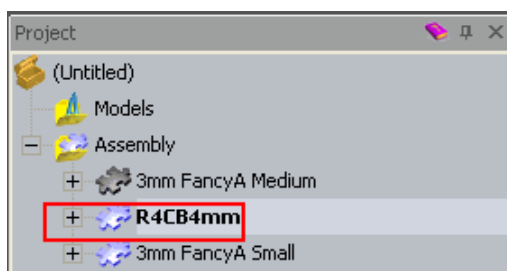 Project
(Untitled)
Models
Assembly
3mm FancyA Medium
R4CB4mm
3mm FancyA Small